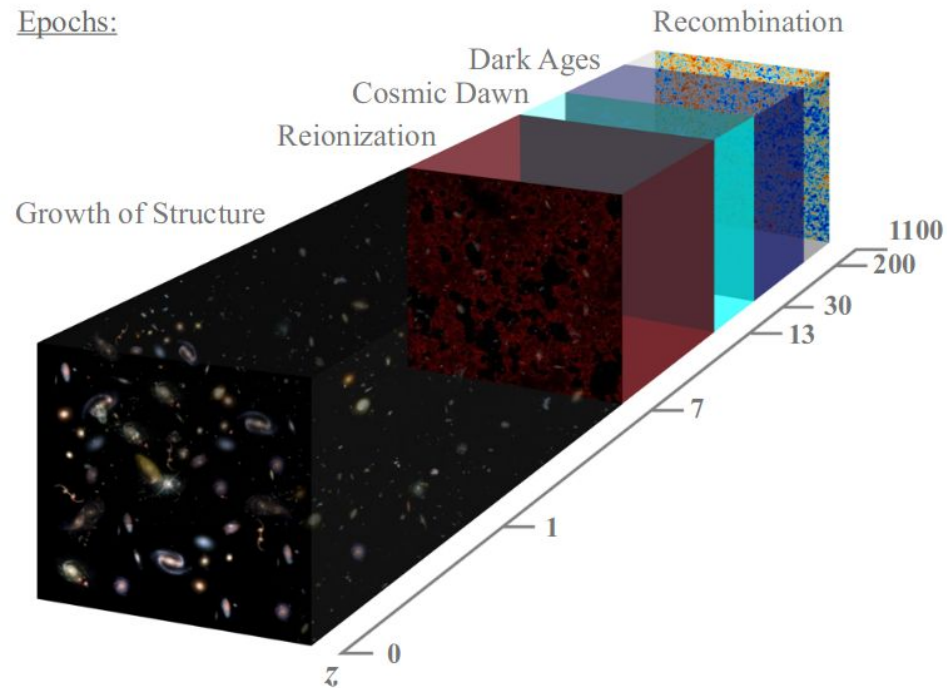 Epochs:
Recombination
Dark Ages
Cosmic Dawn
Reionization
Growth of Structure
1100
200
30
13
7
1
0
z